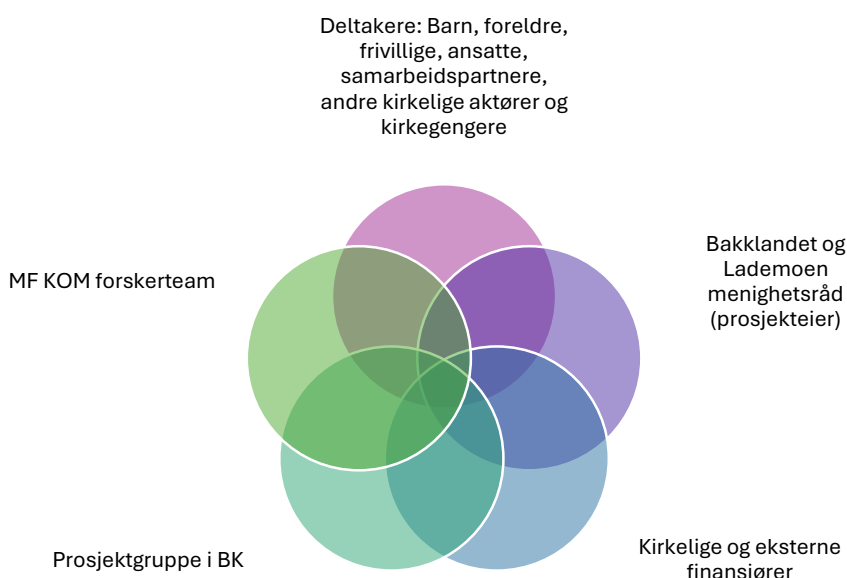 Deltakere: Barn, foreldre,
frivillige, ansatte,
samarbeidspartnere,
andre kirkelige aktører og
kirkegengere
Bakklandet og
Lademoen
menighetsråd
(prosjekteier)
MF KOM forskerteam
Kirkelige og eksterne
finansiører
Prosjektgruppe i BK